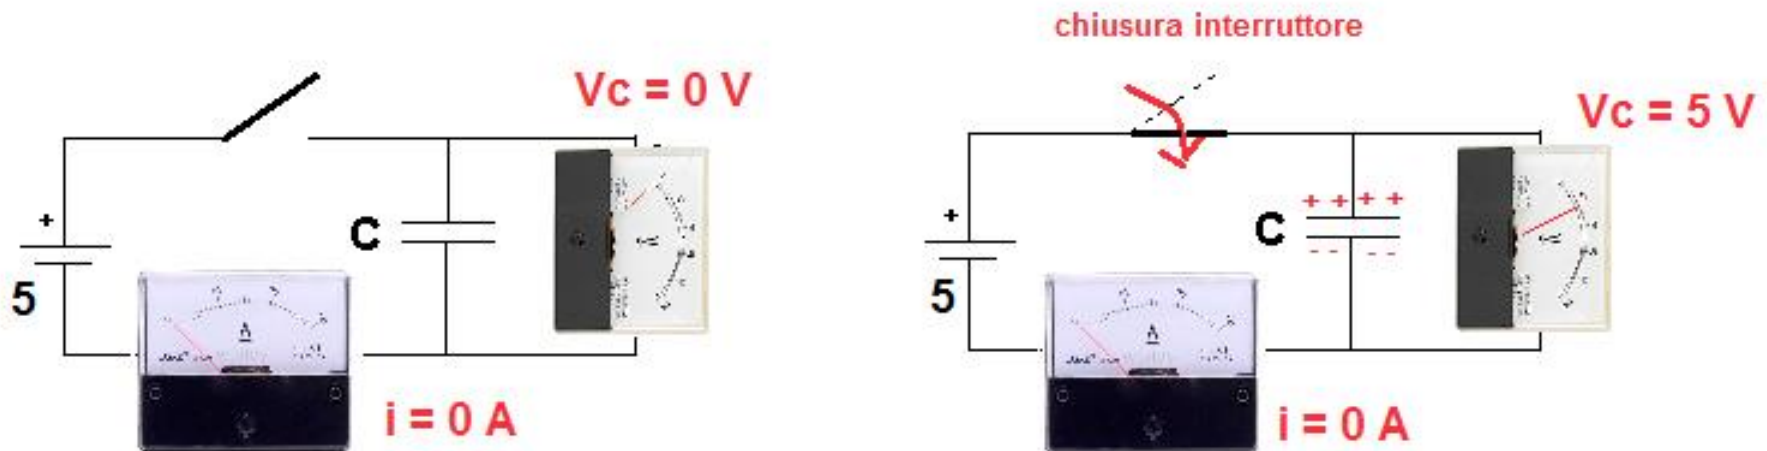 Vc = 0 V
+
5
C
A
i = 0 A
chiusura interruttore
Vc = 5 V
+
5
C
+ + + +
- - - -
A
i = 0 A